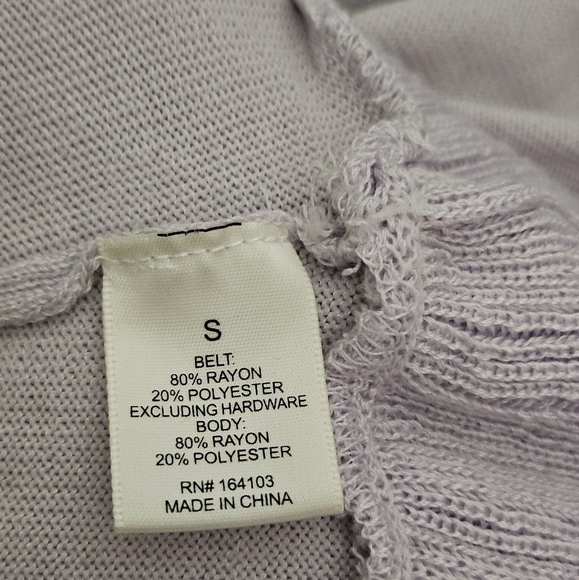 S
BELT:
80% RAYON
20% POLYESTER
EXCLUDING HARDWARE
BODY:
80% RAYON
20% POLYESTER
RN# 164103
MADE IN CHINA